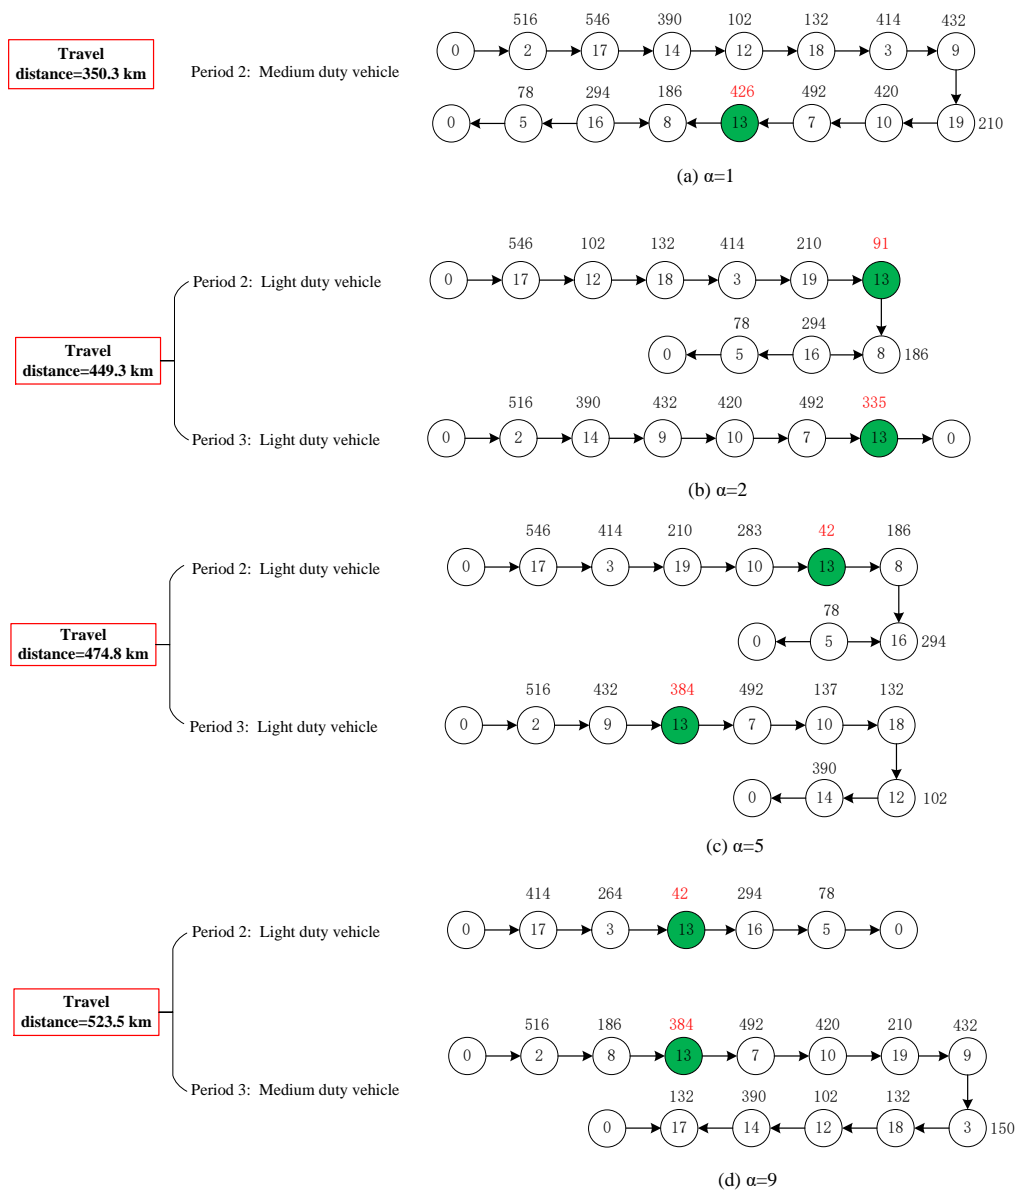 516 546 390 102 132 414 432
0 2 17 14 12 18 3 9
Travel
distance=350.3 km
Period 2: Medium duty vehicle
78 294 186 426 492 420
0 5 16 8 13 7 10 19 210
(a) α=1
546 102 132 414 210 91
Period 2: Light duty vehicle
0 17 12 18 3 19 13
78 294
0 5 16 8 186
Travel
distance=449.3 km
516 390 432 420 492 335
Period 3: Light duty vehicle
0 2 14 9 10 7 13 0
(b) α=2
546 414 210 283 42 186
Period 2: Light duty vehicle
0 17 3 19 10 13 8
78
0 5 16 294
Travel
distance=474.8 km
516 432 384 492 137 132
Period 3: Light duty vehicle
0 2 9 13 7 10 18
390
0 14 12 102
(c) α=5
414 264 42 294 78
Period 2: Light duty vehicle
0 17 3 13 16 5 0
Travel
distance=523.5 km
516 186 384 492 420 210 432
0 2 8 13 7 10 19 9
Period 3: Medium duty vehicle
132 390 102 132
0 17 14 12 18 3 150
(d) α=9